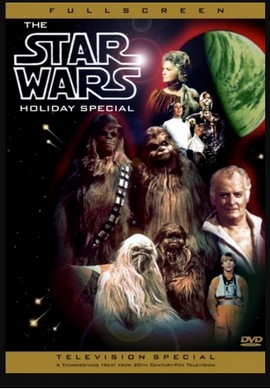 FULLSCREEN
THE
STAR
WARS
HOLIDAY SPECIAL
DVD
TELEVISION SPECIAL
A THANKSGIVING TREAT FROM 20TH CENTURY-FOX TELEVISION